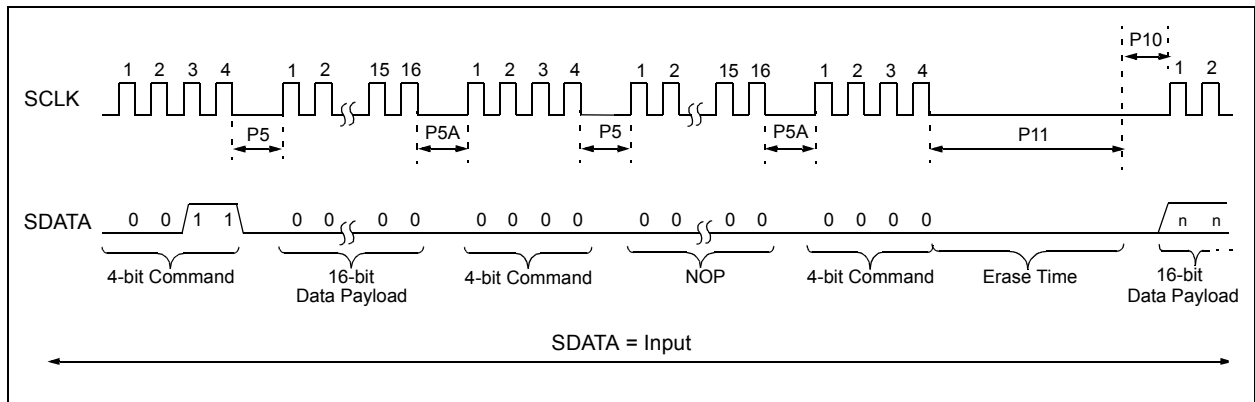 P10
1 2 3 4 1 2 15 16 1 2 3 4 1 2 15 16 1 2 3 4 1 2
SCLK
P5 P5A P5 P5A P11
SDATA 0 0 1 1 0 0 0 0 0 0 0 0 0 0 0 0 0 0 0 0 n n
4-bit Command 16-bit 4-bit Command NOP 4-bit Command Erase Time 16-bit
Data Payload Data Payload
SDATA = Input